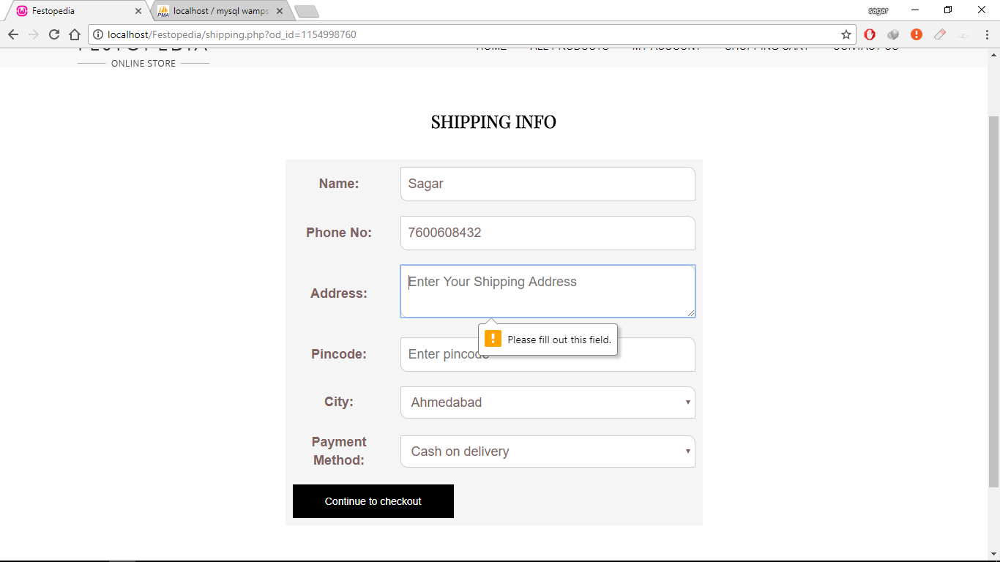 Festopedia
localhost / mysql wamps
sagar
localhost/Festopedia/shipping.php?od_id=1154998760
FESTOPEDIA
HOME ALL PRODUCTS MY ACCOUNT SHOPPING CART CONTACT US
ONLINE STORE
SHIPPING INFO
Name: Sagar
Phone No: 7600608432
Address: Enter Your Shipping Address
Please fill out this field.
Pincode: Enter pincode
City: Ahmedabad
Payment
Method: Cash on delivery
Continue to checkout